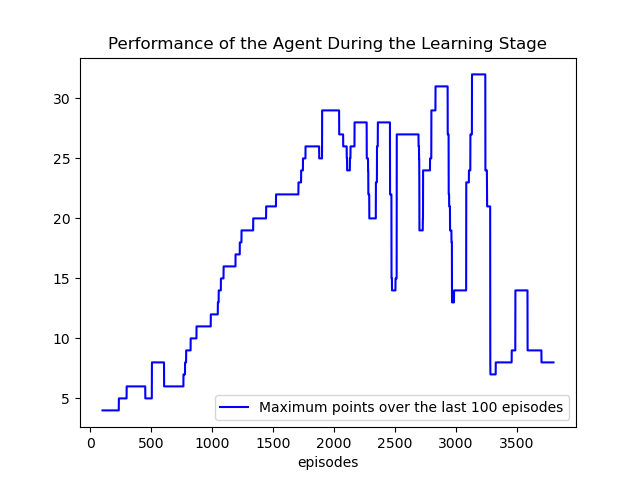 Performance of the Agent During the Learning Stage
30
25
20
15
10
5
Maximum points over the last 100 episodes
0 500 1000 1500 2000 2500 3000 3500
episodes